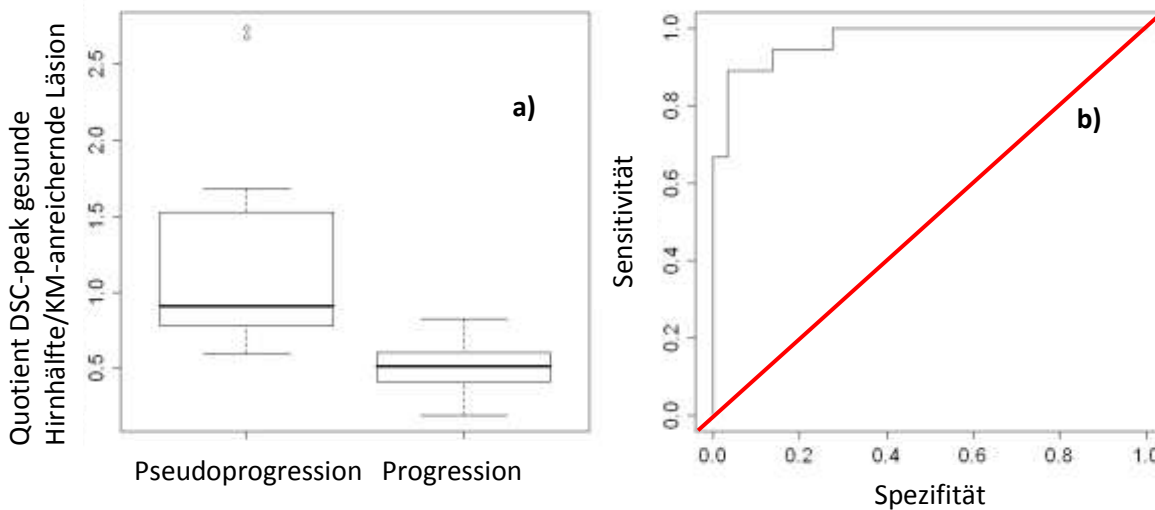 Quotient DSC-peak gesunde
Hirnhälfte/KM-anreichernde Läsion
2.5
2.0
1.5
1.0
0.5
a)
Pseudoprogression
Progression
Sensitivität
1.0
0.8
0.6
0.4
0.2
0.0
b)
0.0
0.2
0.4
0.6
0.8
1.0
Spezifität